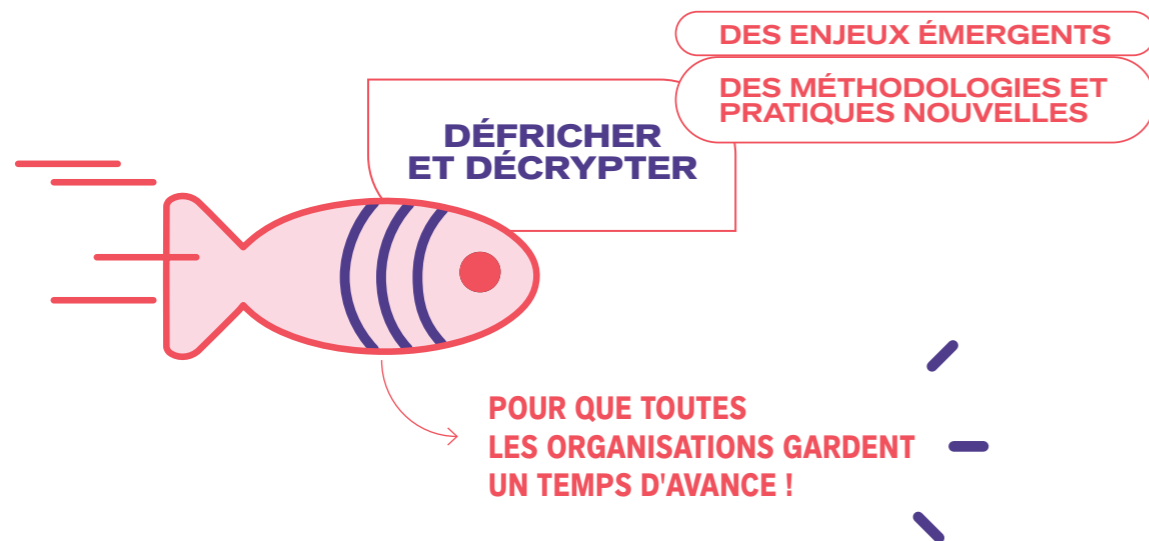 DES ENJEUX ÉMERGENTS
DES MÉTHODOLOGIES ET
PRATIQUES NOUVELLES
DÉFRICHER
ET DÉCRYPTER
POUR QUE TOUTES
LES ORGANISATIONS GARDENT
UN TEMPS D'AVANCE !